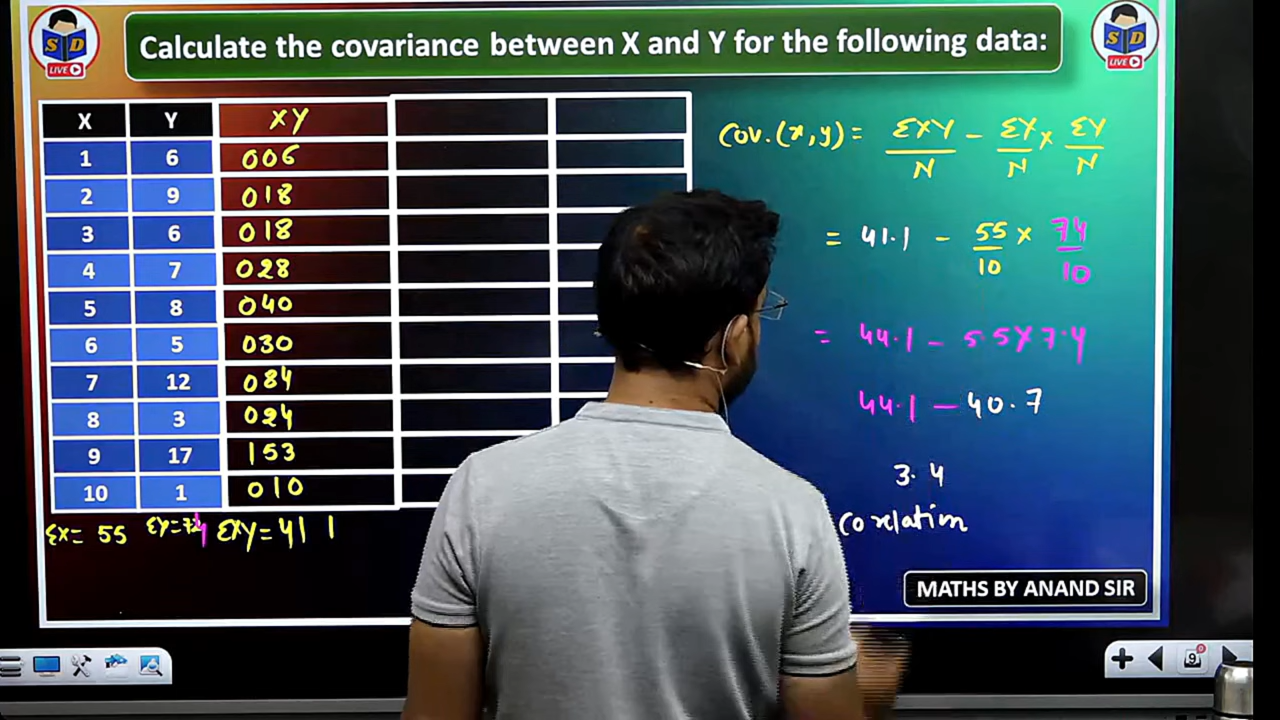 S D
LIVE
Calculate the covariance between X and Y for the following data:
S D
LIVE
X Y XY
1 6 006
2 9 018
3 6 018
4 7 028
5 8 040
6 5 030
7 12 084
8 3 024
9 17 153
10 1 010
ΣX= 55 ΣXY=411
Cov.(x,y)= ΣXY/N - ΣX/N × ΣY/N
= 41.1 - 55/10 × 74/10
= 44.1 - 5.5×7.4
44.1 - 40.7
3.4
Corelation
MATHS BY ANAND SIR
9